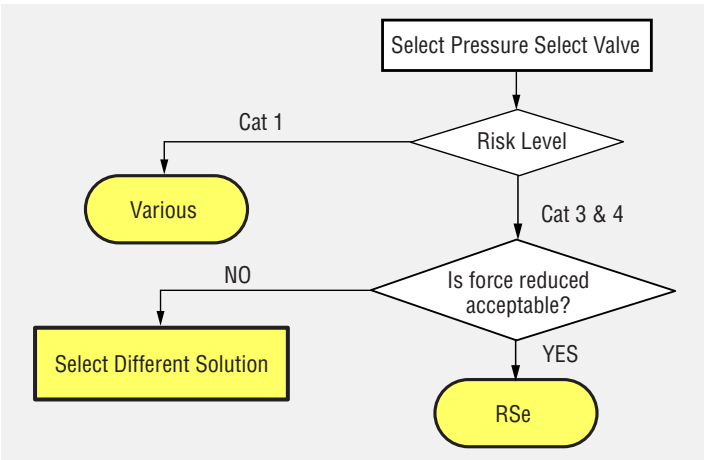 Select Pressure Select Valve
Cat 1
Risk Level
Various
Cat 3 & 4
NO
Is force reduced
acceptable?
Select Different Solution
YES
RSe